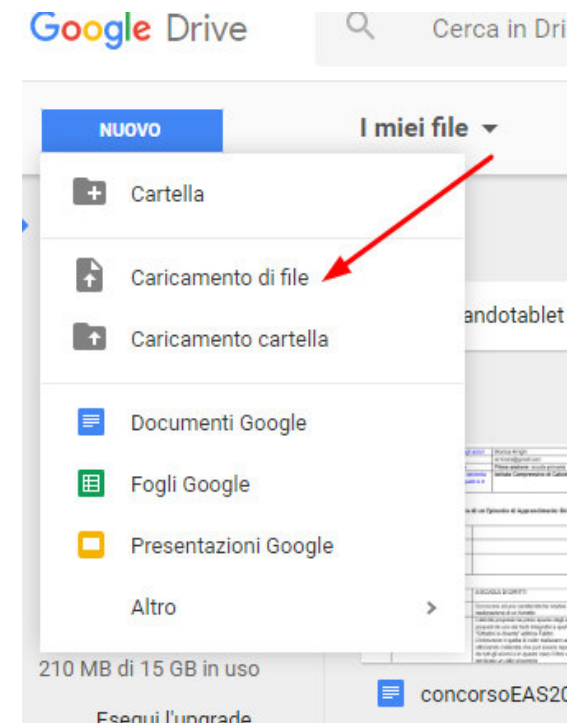 Google Drive
Cerca in Dri
NUOVO
I miei file
Cartella
Caricamento di file
Caricamento cartella
andotablet
Documenti Google
Fogli Google
Presentazioni Google
Altro
210 MB di 15 GB in uso
Esegui l'upgrade
concorsoEAS20